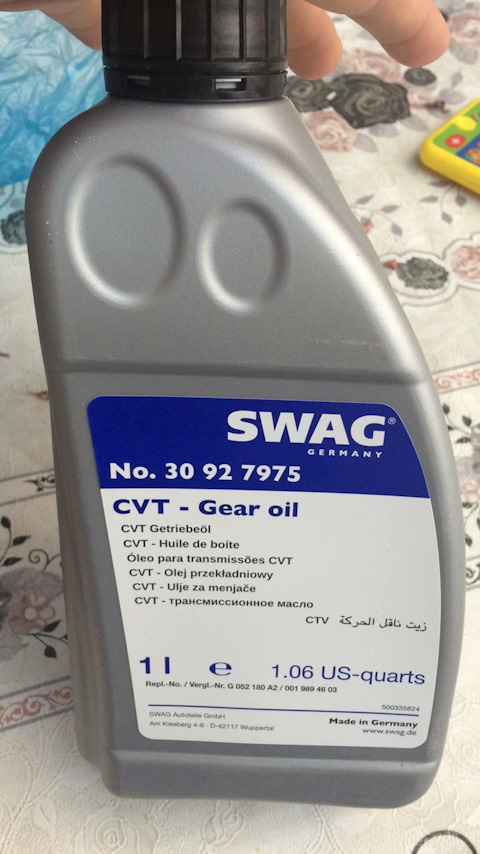 SWAG®
GERMANY
No. 30 92 7975
CVT - Gear oil
CVT Getriebeöl
CVT - Huile de boîte
Óleo para transmissões CVT
CVT - Olej przekładniowy
CVT - Ulje za menjače
CVT - трансмиссионное масло
زيت ناقل الحركة CTV
1 l e 1.06 US-quarts
Repl.-No. / Vergl.-Nr. G 052 180 A2 / 001 989 46 03
500335824
SWAG Autoteile GmbH
Am Kiesberg 4-6 · D-42117 Wuppertal
Made in Germany
www.swag.de